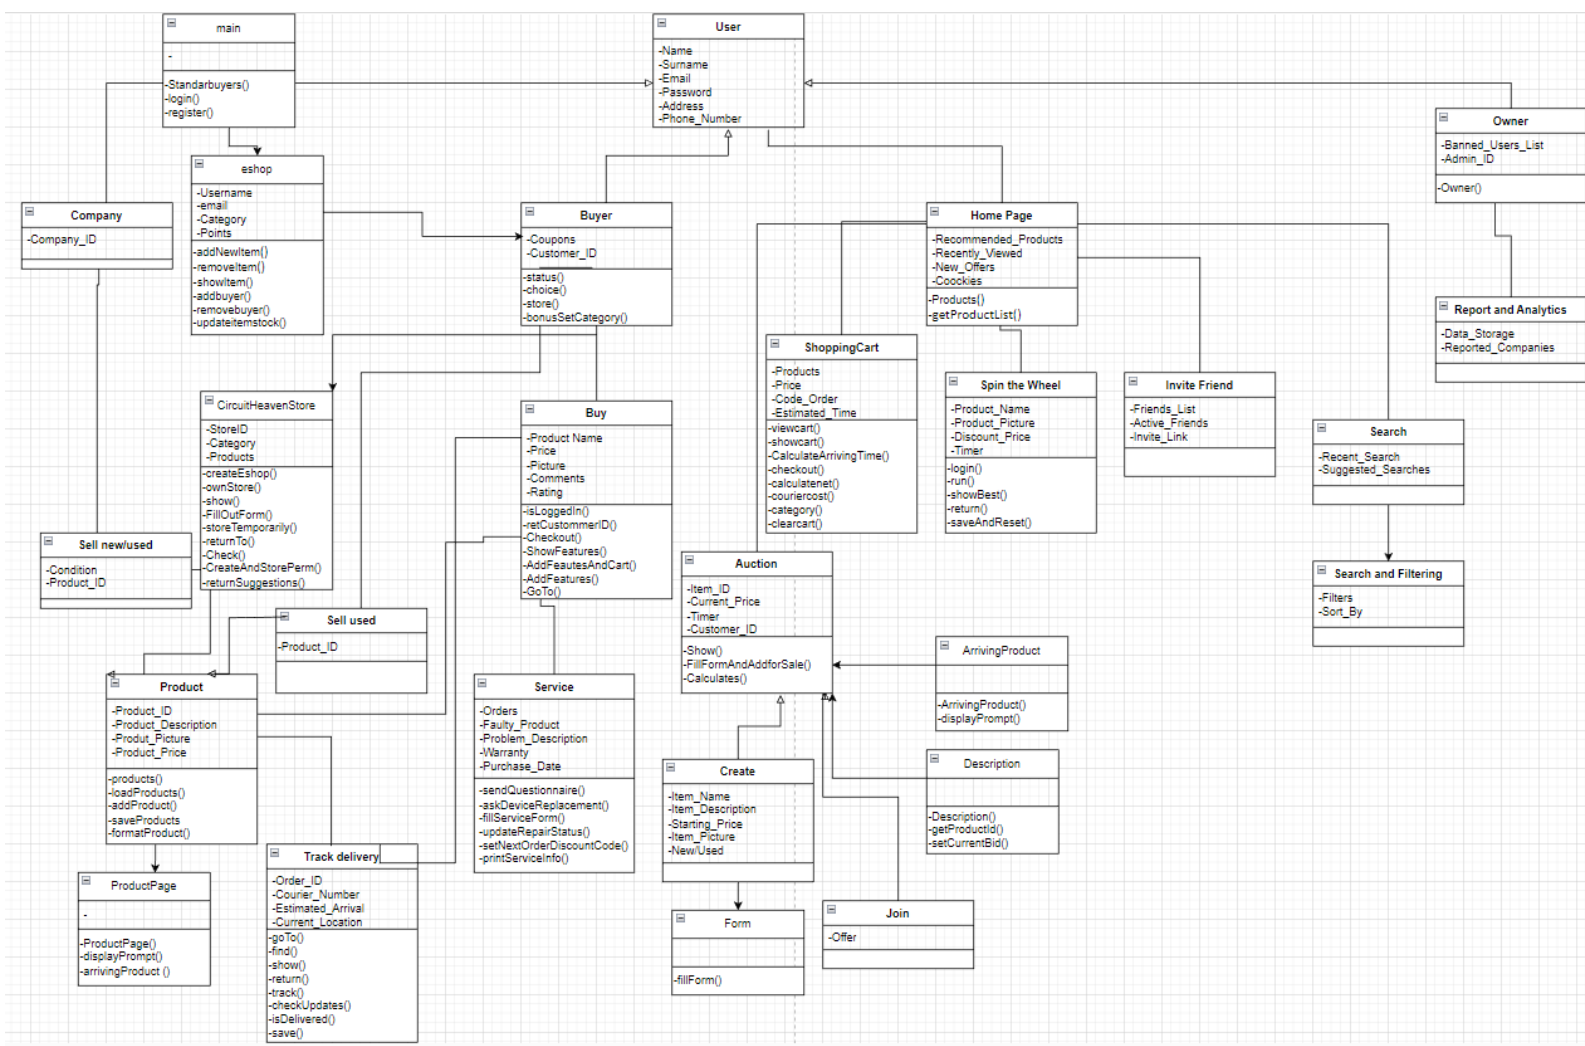 main
-
-Standarbuyers()
-login()
-register()
User
-Name
-Surname
-Email
-Password
-Address
-Phone_Number
Owner
-Banned_Users_List
-Admin_ID
-Owner()
eshop
-Username
-email
-Category
-Points
-addNewItem()
-removeItem()
-showItem()
-addbuyer()
-removebuyer()
-updateitemstock()
Company
-Company_ID
Buyer
-Coupons
-Customer_ID
-status()
-choice()
-store()
-bonusSetCategory()
Home Page
-Recommended_Products
-Recently_Viewed
-New_Offers
-Coockies
-Products()
-getProductList()
Report and Analytics
-Data_Storage
-Reported_Companies
ShoppingCart
-Products
-Price
-Code_Order
-Estimated_Time
-viewcart()
-showcart()
-CalculateArrivingTime()
-checkout()
-calculatenet()
-couriercost()
-category()
-clearcart()
Spin the Wheel
-Product_Name
-Product_Picture
-Discount_Price
-Timer
-login()
-run()
-showBest()
-return()
-saveAndReset()
Invite Friend
-Friends_List
-Active_Friends
-Invite_Link
Search
-Recent_Search
-Suggested_Searches
CircuitHeavenStore
-StoreID
-Category
-Products
-createEshop()
-ownStore()
-show()
-FillOutForm()
-storeTemporarily()
-returnTo()
-Check()
-CreateAndStorePerm()
-returnSuggestions()
Buy
-Product Name
-Price
-Picture
-Comments
-Rating
-isLoggedIn()
-retCustommerID()
-Checkout()
-ShowFeatures()
-AddFeautesAndCart()
-AddFeatures()
-GoTo()
Sell new/used
-Condition
-Product_ID
Sell used
-Product_ID
Auction
-Item_ID
-Current_Price
-Timer
-Customer_ID
-Show()
-FillFormAndAddforSale()
-Calculates()
Search and Filtering
-Filters
-Sort_By
ArrivingProduct
-ArrivingProduct()
-displayPrompt()
Product
-Product_ID
-Product_Description
-Produt_Picture
-Product_Price
-products()
-loadProducts()
-addProduct()
-saveProducts
-formatProduct()
Service
-Orders
-Faulty_Product
-Problem_Description
-Warranty
-Purchase_Date
-sendQuestionnaire()
-askDeviceReplacement()
-fillServiceForm()
-updateRepairStatus()
-setNextOrderDiscountCode()
-printServiceInfo()
Create
-Item_Name
-Item_Description
-Starting_Price
-Item_Picture
-New/Used
Description
-Description()
-getProductId()
-setCurrentBid()
Track delivery
-Order_ID
-Courier_Number
-Estimated_Arrival
-Current_Location
-goTo()
-find()
-show()
-return()
-track()
-checkUpdates()
-isDelivered()
-save()
ProductPage
-
-ProductPage()
-displayPrompt()
-arrivingProduct ()
Form
-fillForm()
Join
-Offer